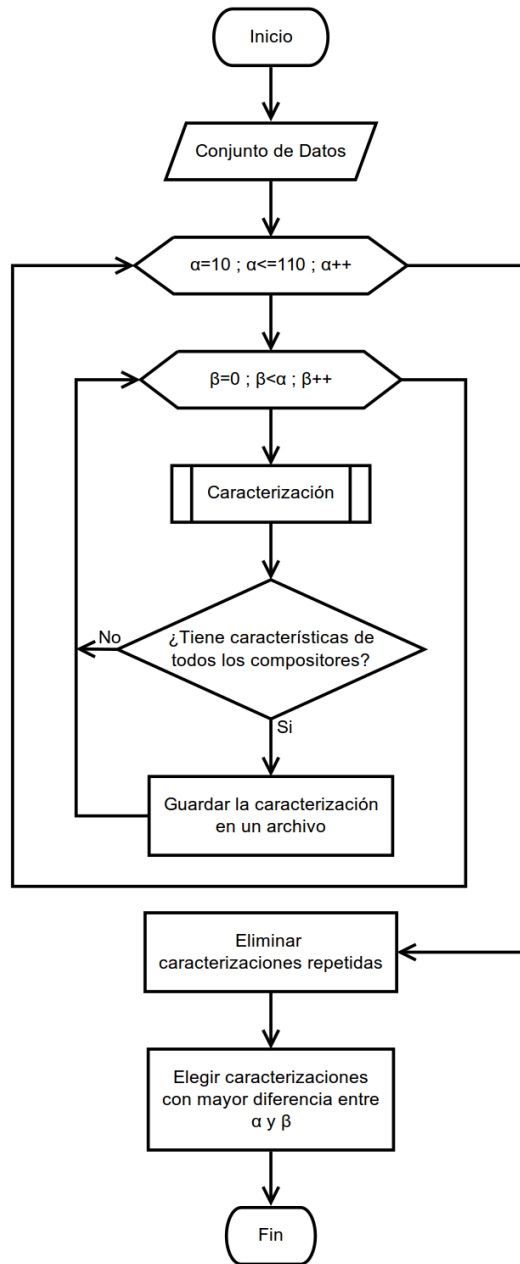 Inicio
Conjunto de Datos
α=10 ; α<=110 ; α++
β=0 ; β<α ; β++
Caracterización
¿Tiene características de
todos los compositores?
No
Si
Guardar la caracterización
en un archivo
Eliminar
caracterizaciones repetidas
Elegir caracterizaciones
con mayor diferencia entre
α y β
Fin